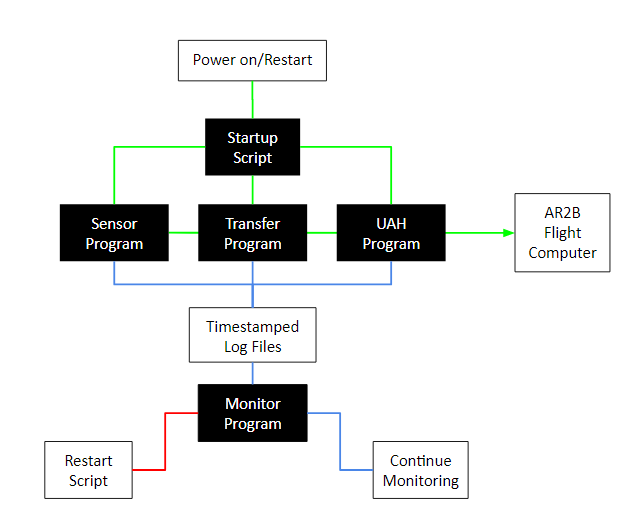 Power on/Restart
Startup
Script
Sensor
Program
Transfer
Program
UAH
Program
AR2B
Flight
Computer
Timestamped
Log Files
Monitor
Program
Restart
Script
Continue
Monitoring